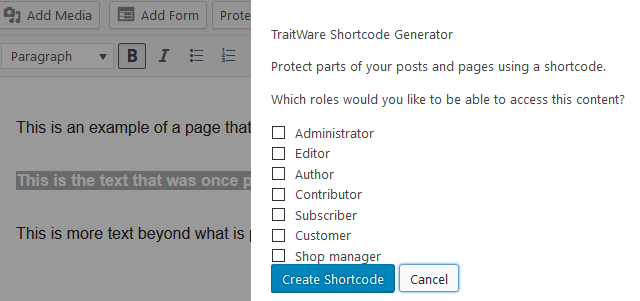 Add Media Add Form Prote
Paragraph B I
This is an example of a page that
This is the text that was once p
This is more text beyond what is p
TraitWare Shortcode Generator
Protect parts of your posts and pages using a shortcode.
Which roles would you like to be able to access this content?
Administrator
Editor
Author
Contributor
Subscriber
Customer
Shop manager
Create Shortcode Cancel